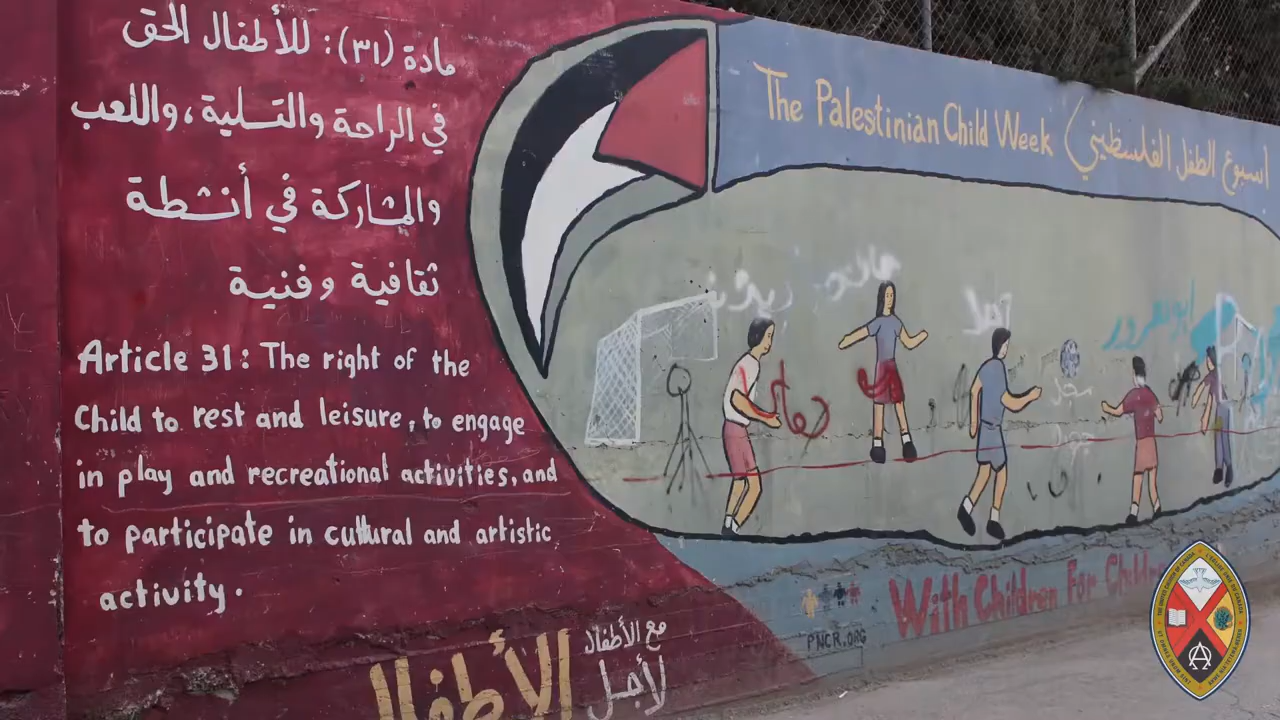 مادة (٣١): للأطفال الحق
في الراحة والتسلية، واللعب
والمشاركة في أنشطة
ثقافية وفنية
Article 31: The right of the
Child to rest and leisure, to engage
in play and recreational activities, and
to participate in cultural and artistic
activity.
مع الأطفال
لأجل
الأطفال
The Palestinian Child Week
أسبوع الطفل الفلسطيني
With Children For
PNCR.ORG